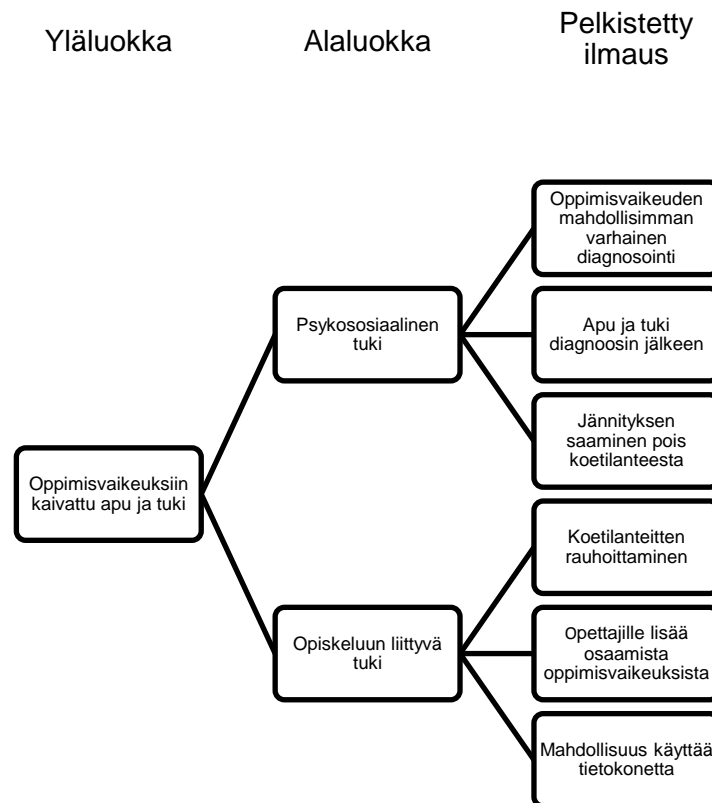 Yläluokka
Alaluokka
Pelkistetty
ilmaus
Oppimisvaikeuden
mahdollisimman
varhainen
diagnosointi
Psykososiaalinen
tuki
Apu ja tuki
diagnoosin jälkeen
Jännityksen
saaminen pois
koetilanteesta
Oppimisvaikeuksiin
kaivattu apu ja tuki
Koetilanteitten
rauhoittaminen
Opiskeluun liittyvä
tuki
Opettajille lisää
osaamista
oppimisvaikeuksista
Mahdollisuus käyttää
tietokonetta